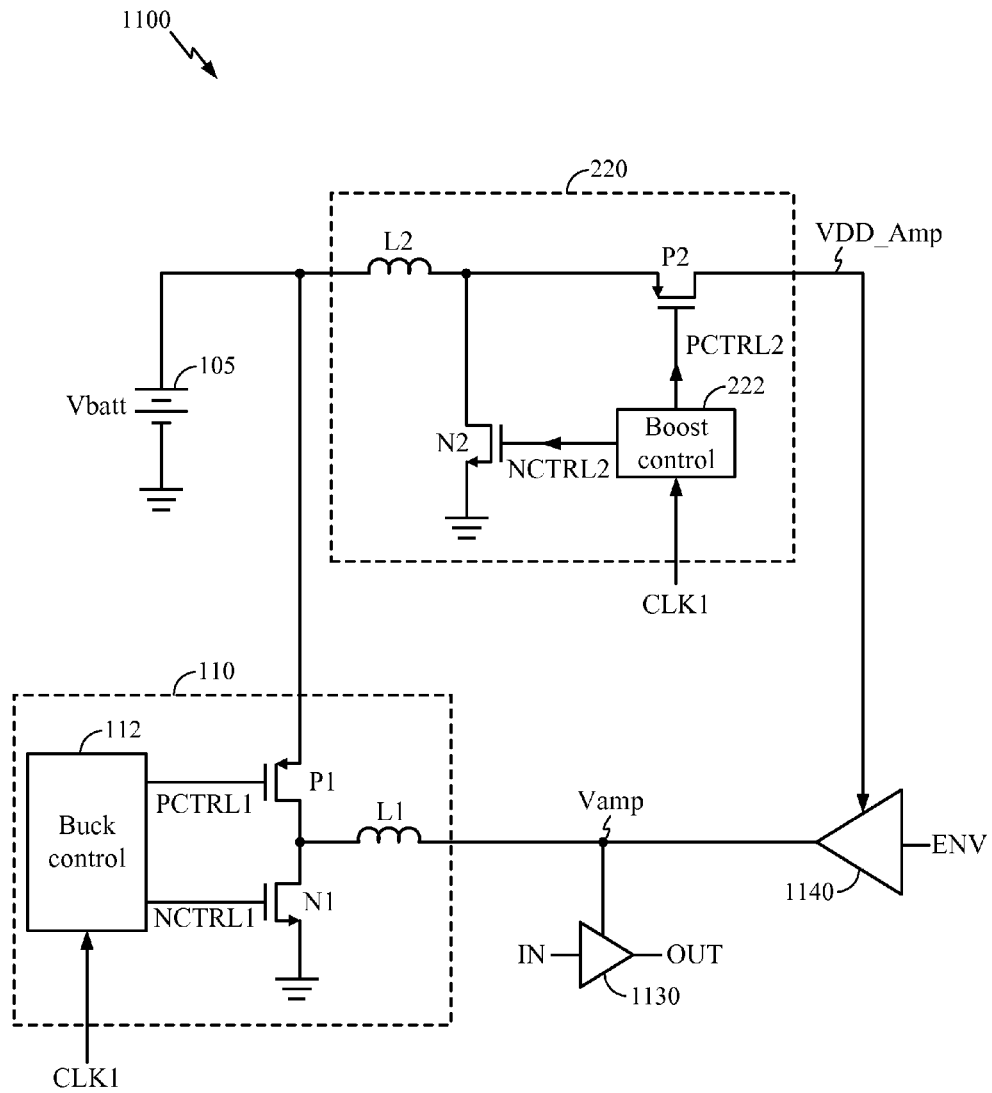 1100
220
L2
P2
VDD_Amp
105
Vbatt
PCTRL2
222
N2
NCTRL2
Boost
control
CLK1
110
112
PCTRL1
P1
Buck
control
L1
Vamp
ENV
1140
NCTRL1
N1
IN
OUT
1130
CLK1